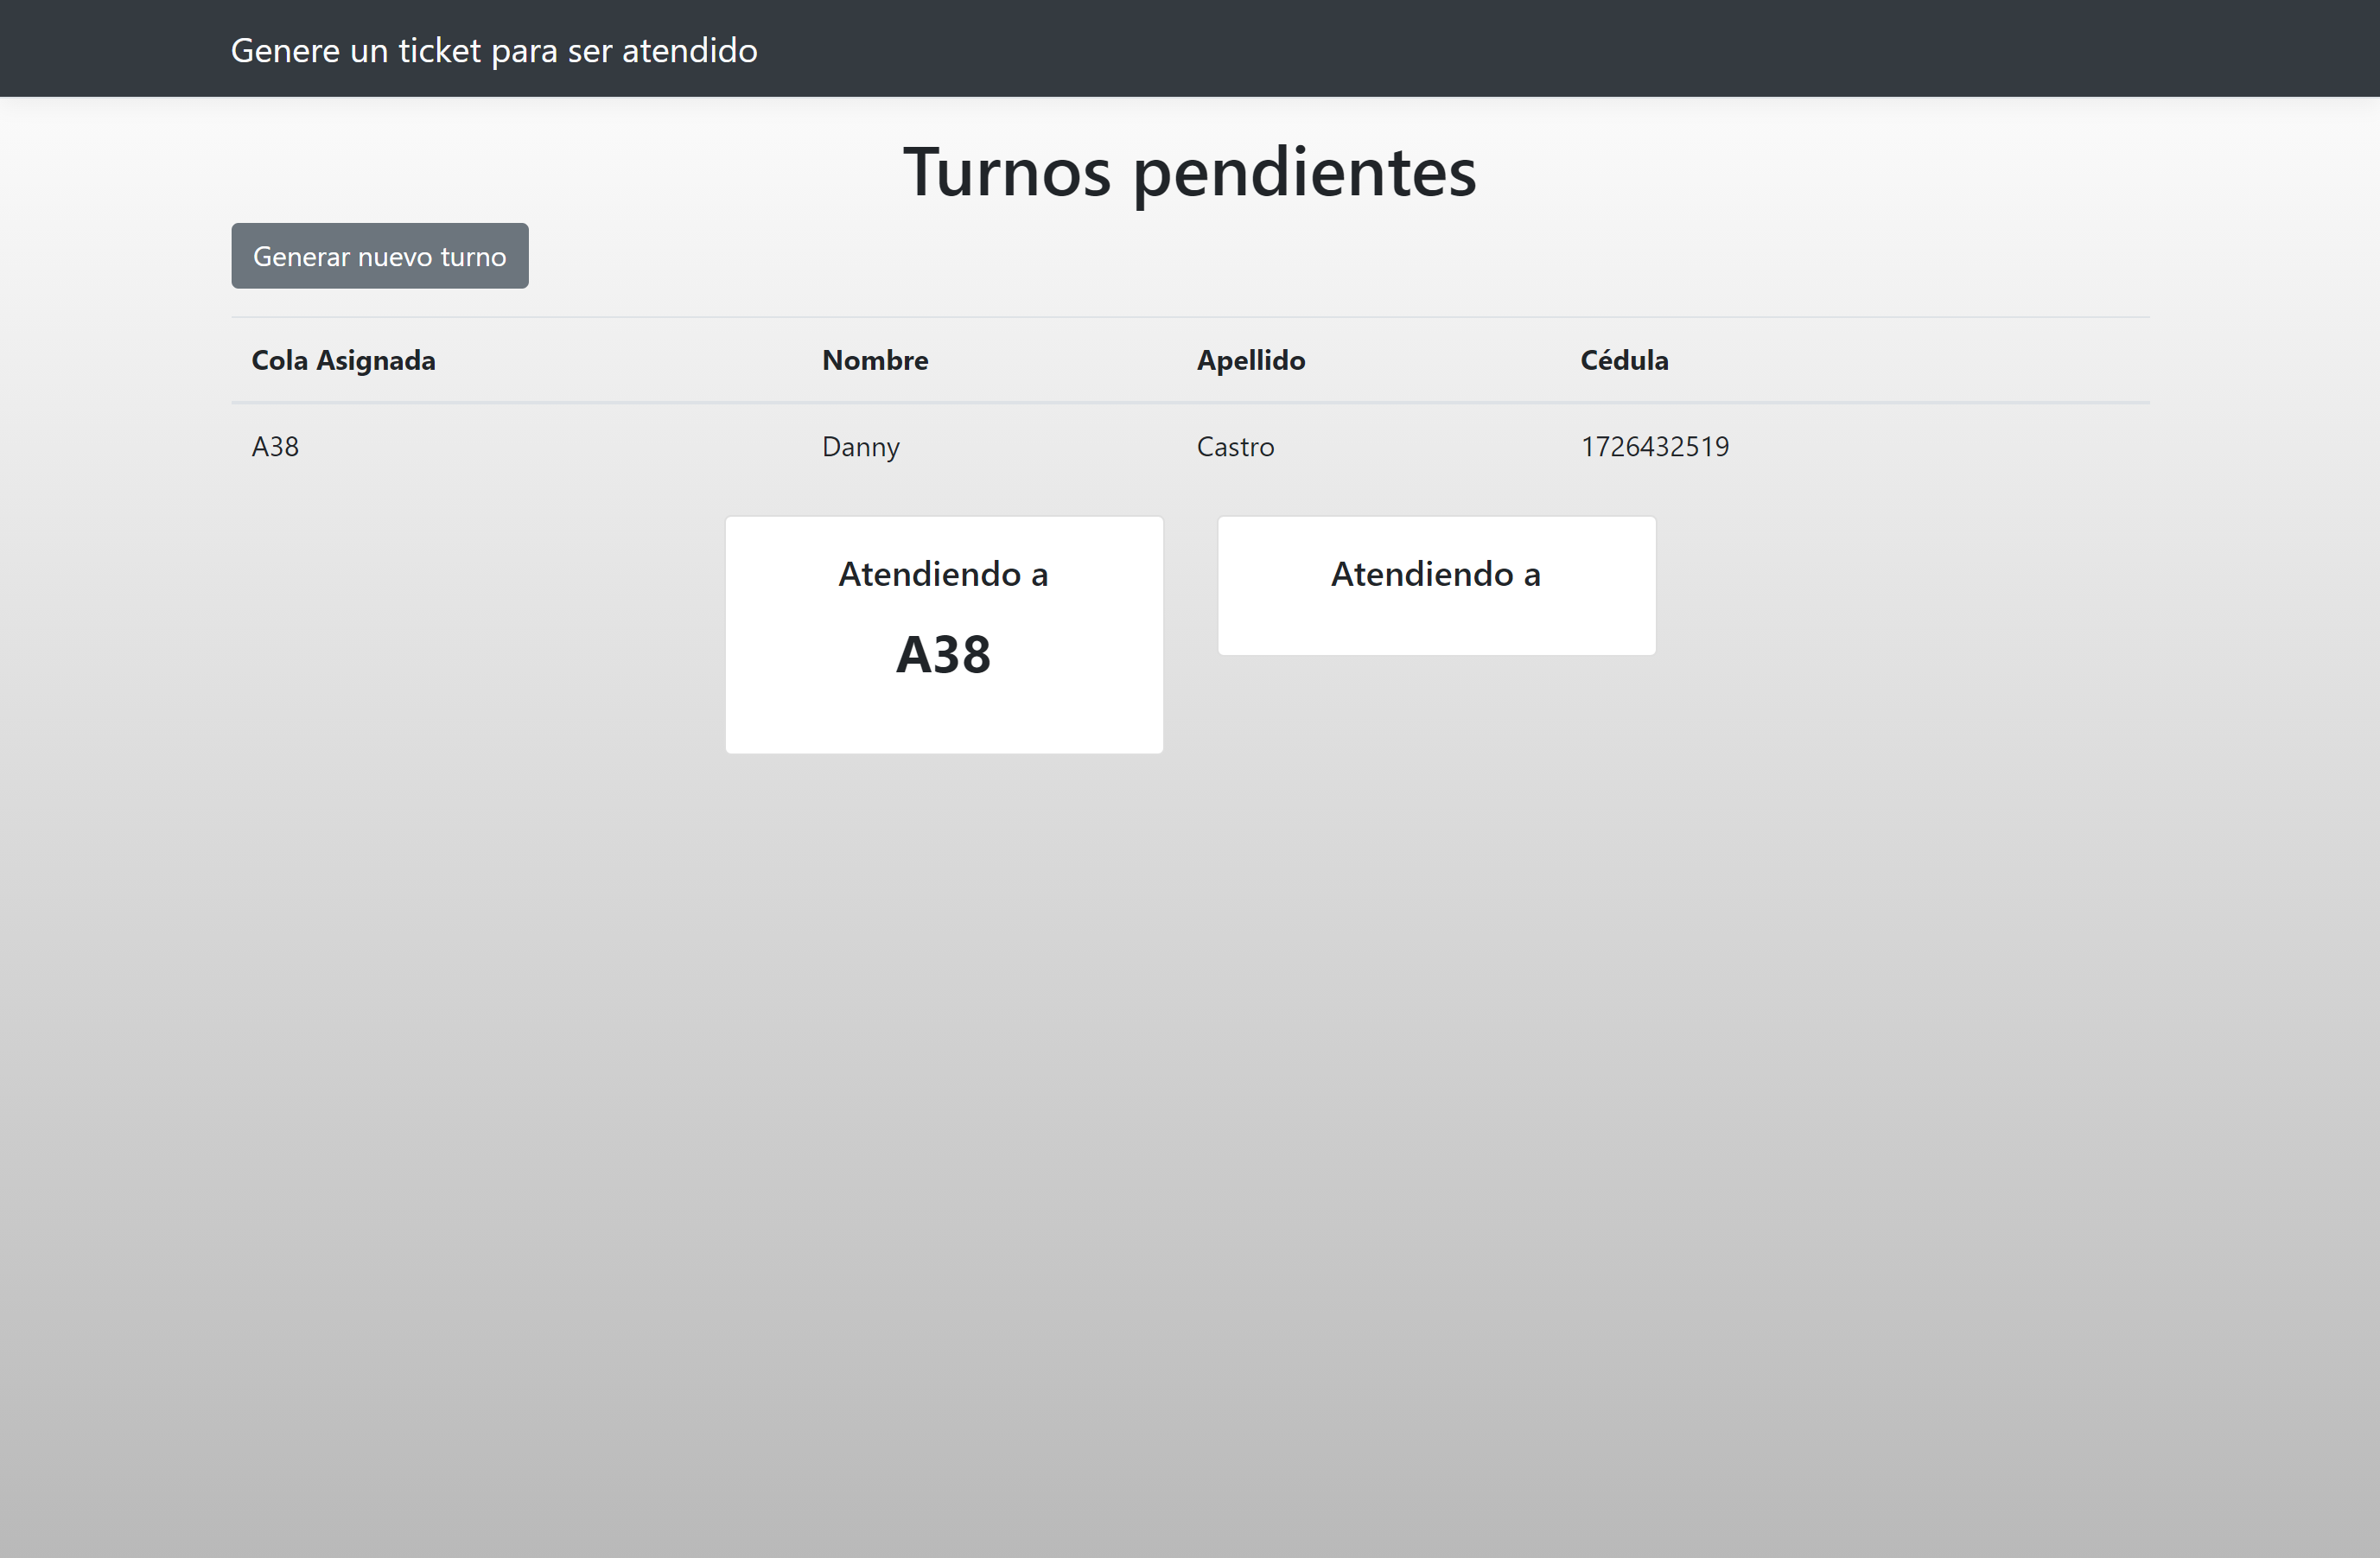 Genere un ticket para ser atendido
Turnos pendientes
Generar nuevo turno
Cola Asignada Nombre Apellido Cédula
A38 Danny Castro 1726432519
Atendiendo a Atendiendo a
A38